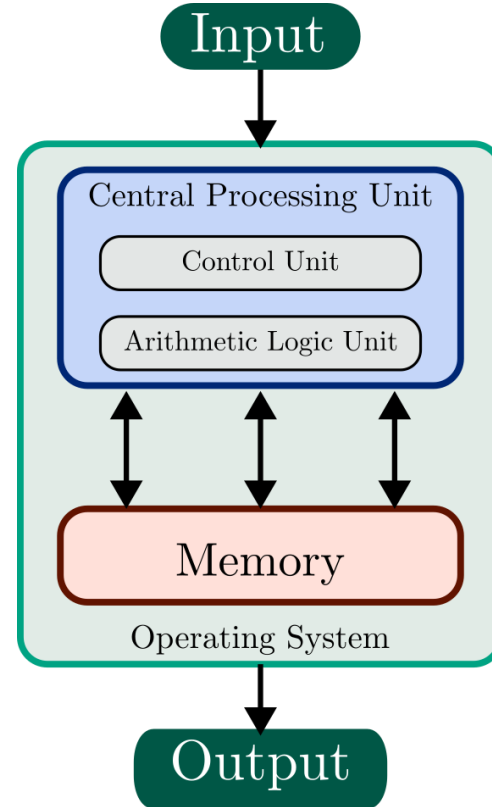 Input
Central Processing Unit
Control Unit
Arithmetic Logic Unit
Memory
Operating System
Output